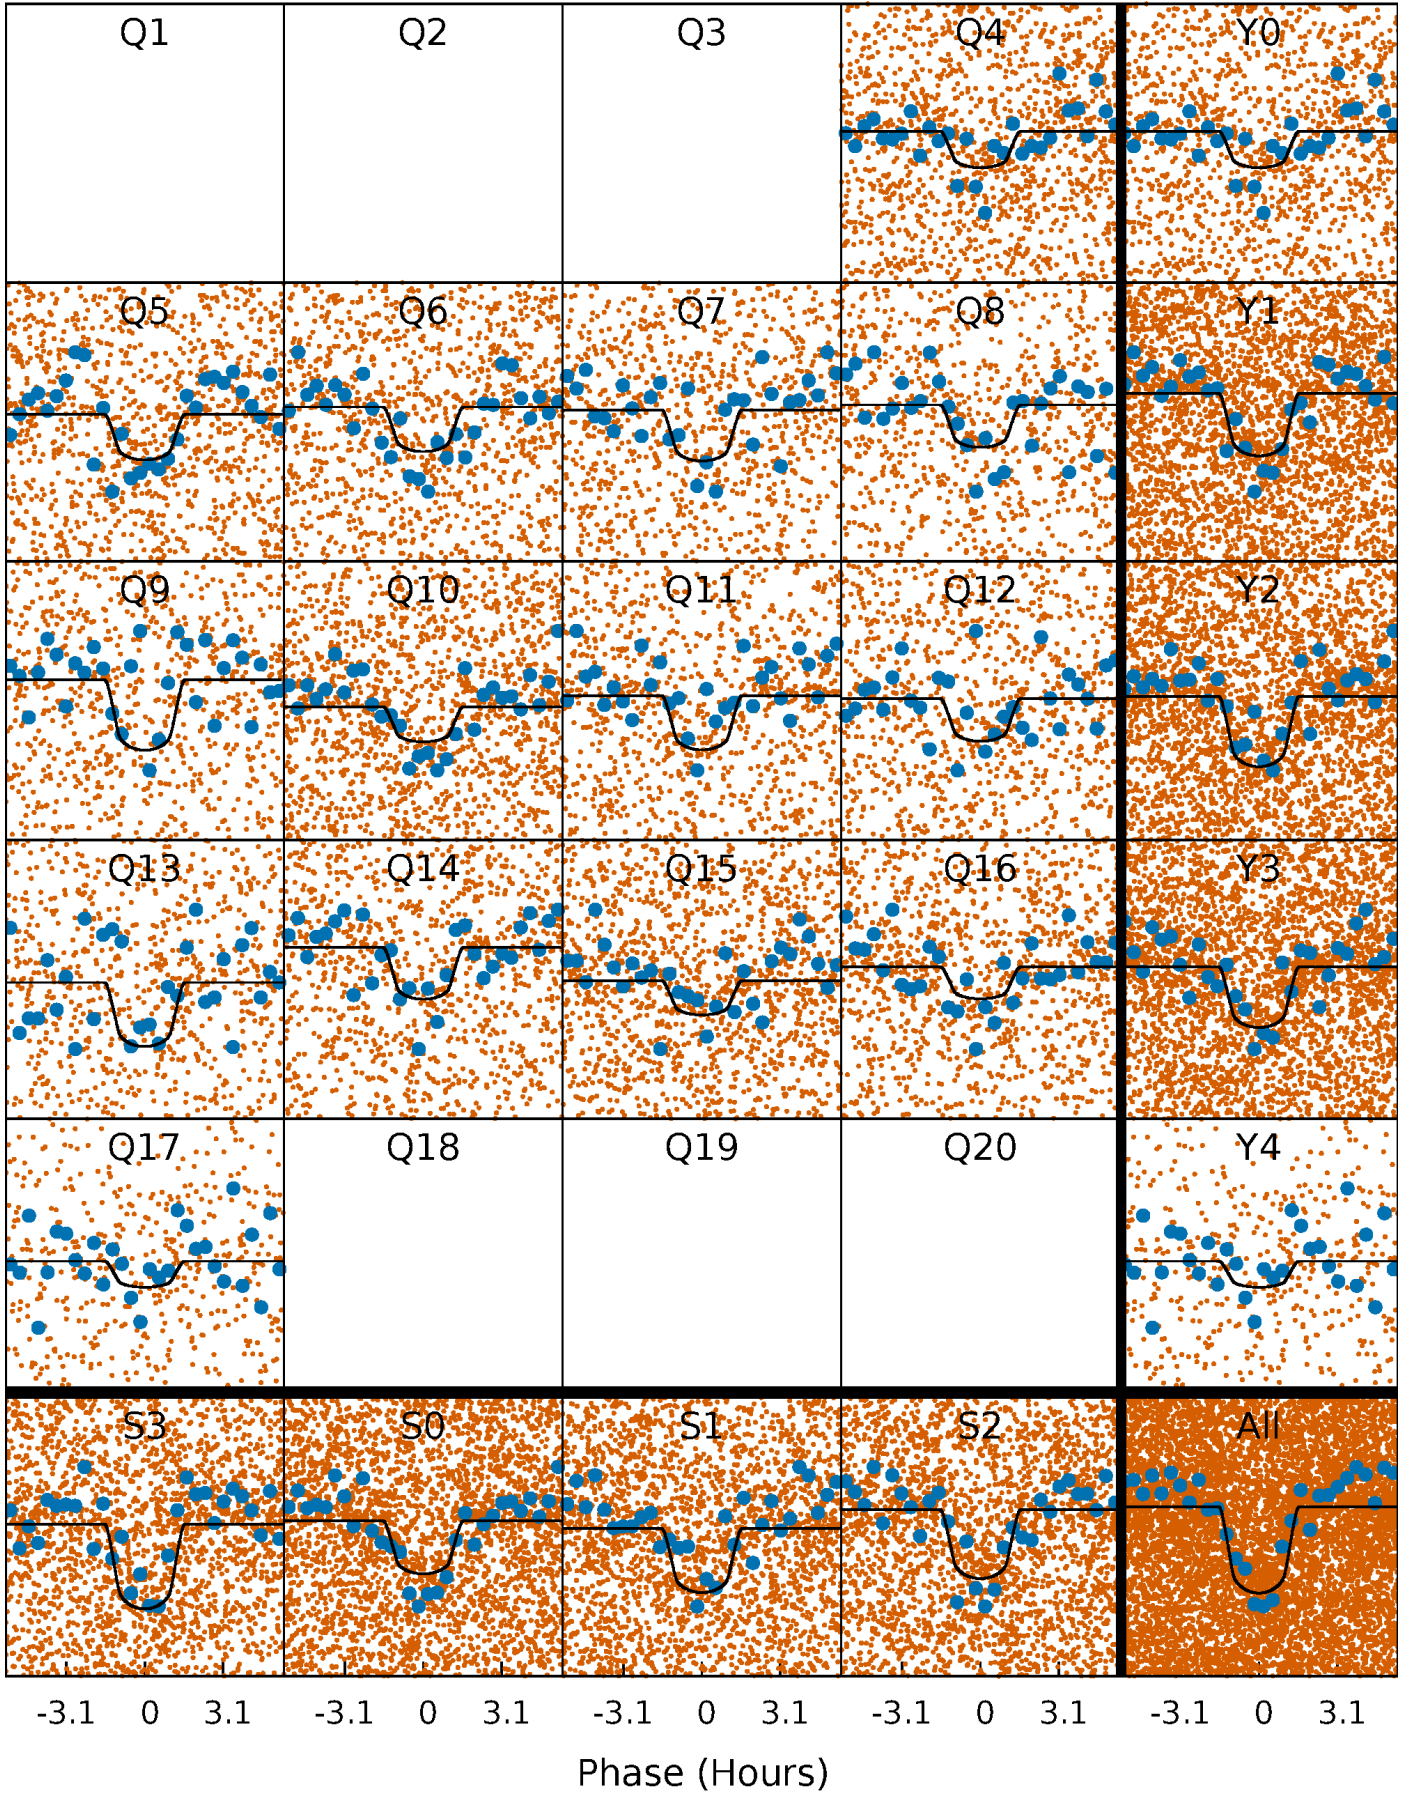 Q1 Q2 Q3 Q4 Y0
Q5 Q6 Q7 Q8 Y1
Q9 Q10 Q11 Q12 Y2
Q13 Q14 Q15 Q16 Y3
Q17 Q18 Q19 Q20 Y4
S3 S0 S1 S2 All
-3.1 0 3.1 -3.1 0 3.1 -3.1 0 3.1 -3.1 0 3.1 -3.1 0 3.1
Phase (Hours)